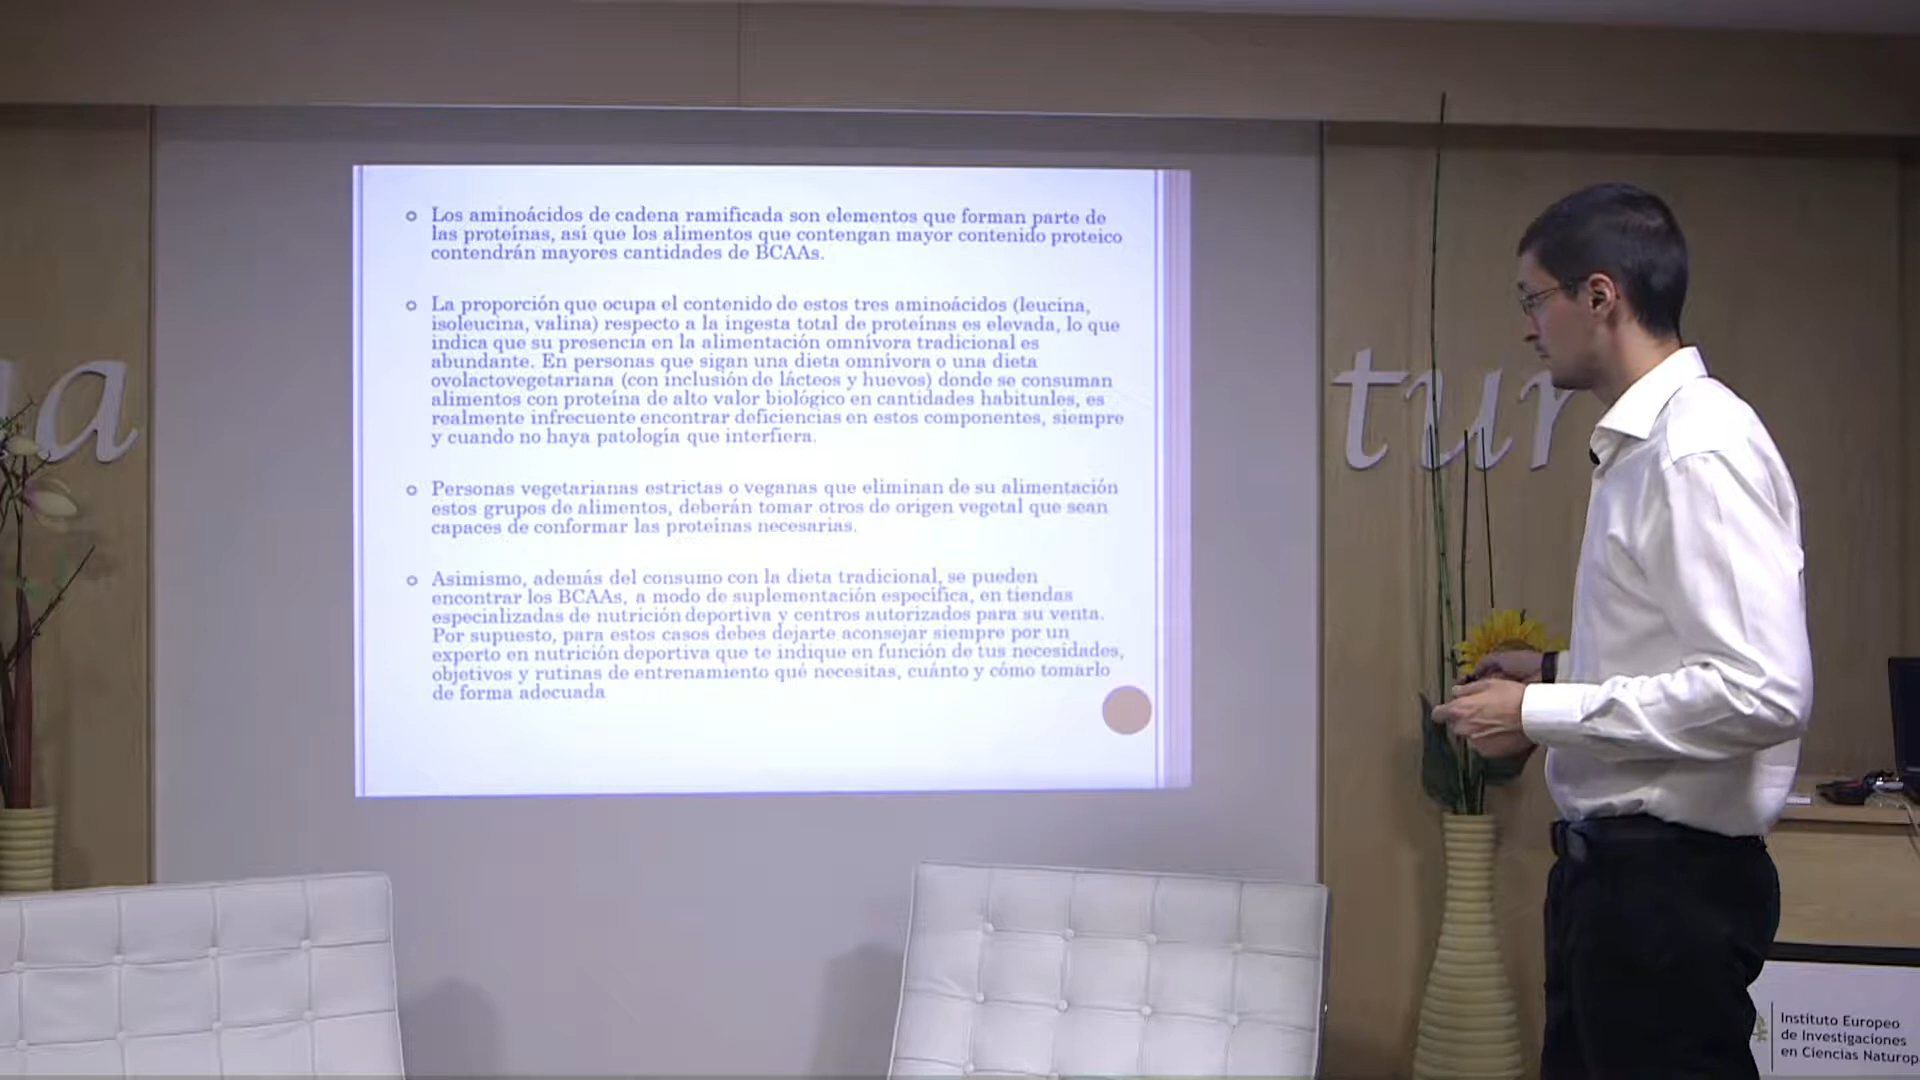 Los aminoácidos de cadena ramificada son elementos que forman parte de
las proteínas, así que los alimentos que contengan mayor contenido proteico
contendrán mayores cantidades de BCAAs.
La proporción que ocupa el contenido de estos tres aminoácidos (leucina,
isoleucina, valina) respecto a la ingesta total de proteínas es elevada, lo que
indica que su presencia en la alimentación omnívora tradicional es
abundante. En personas que sigan una dieta omnívora o una dieta
ovolactovegetariana (con inclusión de lácteos y huevos) donde se consuman
alimentos con proteína de alto valor biológico en cantidades habituales, es
realmente infrecuente encontrar deficiencias en estos componentes, siempre
y cuando no haya patología que interfiera.
Personas vegetarianas estrictas o veganas que eliminan de su alimentación
estos grupos de alimentos, deberán tomar otros de origen vegetal que sean
capaces de conformar las proteínas necesarias.
Asimismo, además del consumo con la dieta tradicional, se pueden
encontrar los BCAAs, a modo de suplementación específica, en tiendas
especializadas de nutrición deportiva y centros autorizados para su venta.
Por supuesto, para estos casos debes dejarte aconsejar siempre por un
experto en nutrición deportiva que te indique en función de tus necesidades,
objetivos y rutinas de entrenamiento qué necesitas, cuánto y cómo tomarlo
de forma adecuada
a
tur
Instituto Europeo
de Investigaciones
en Ciencias Naturop